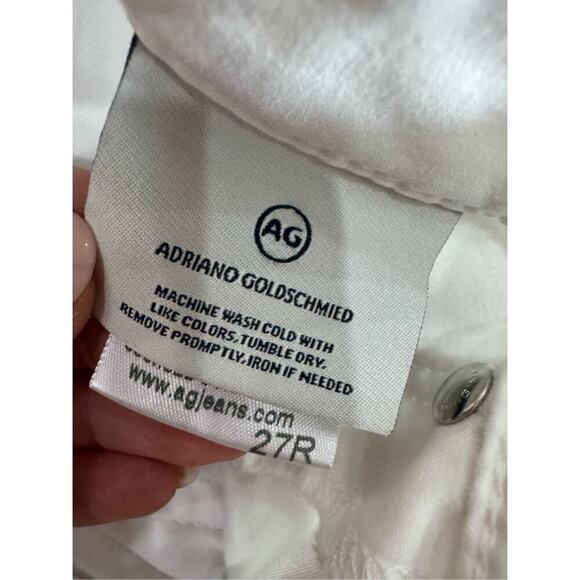 AG
ADRIANO GOLDSCHMIED
MACHINE WASH COLD WITH
LIKE COLORS.TUMBLE DRY.
REMOVE PROMPTLY.IRON IF NEEDED
www.agjeans.com
27R